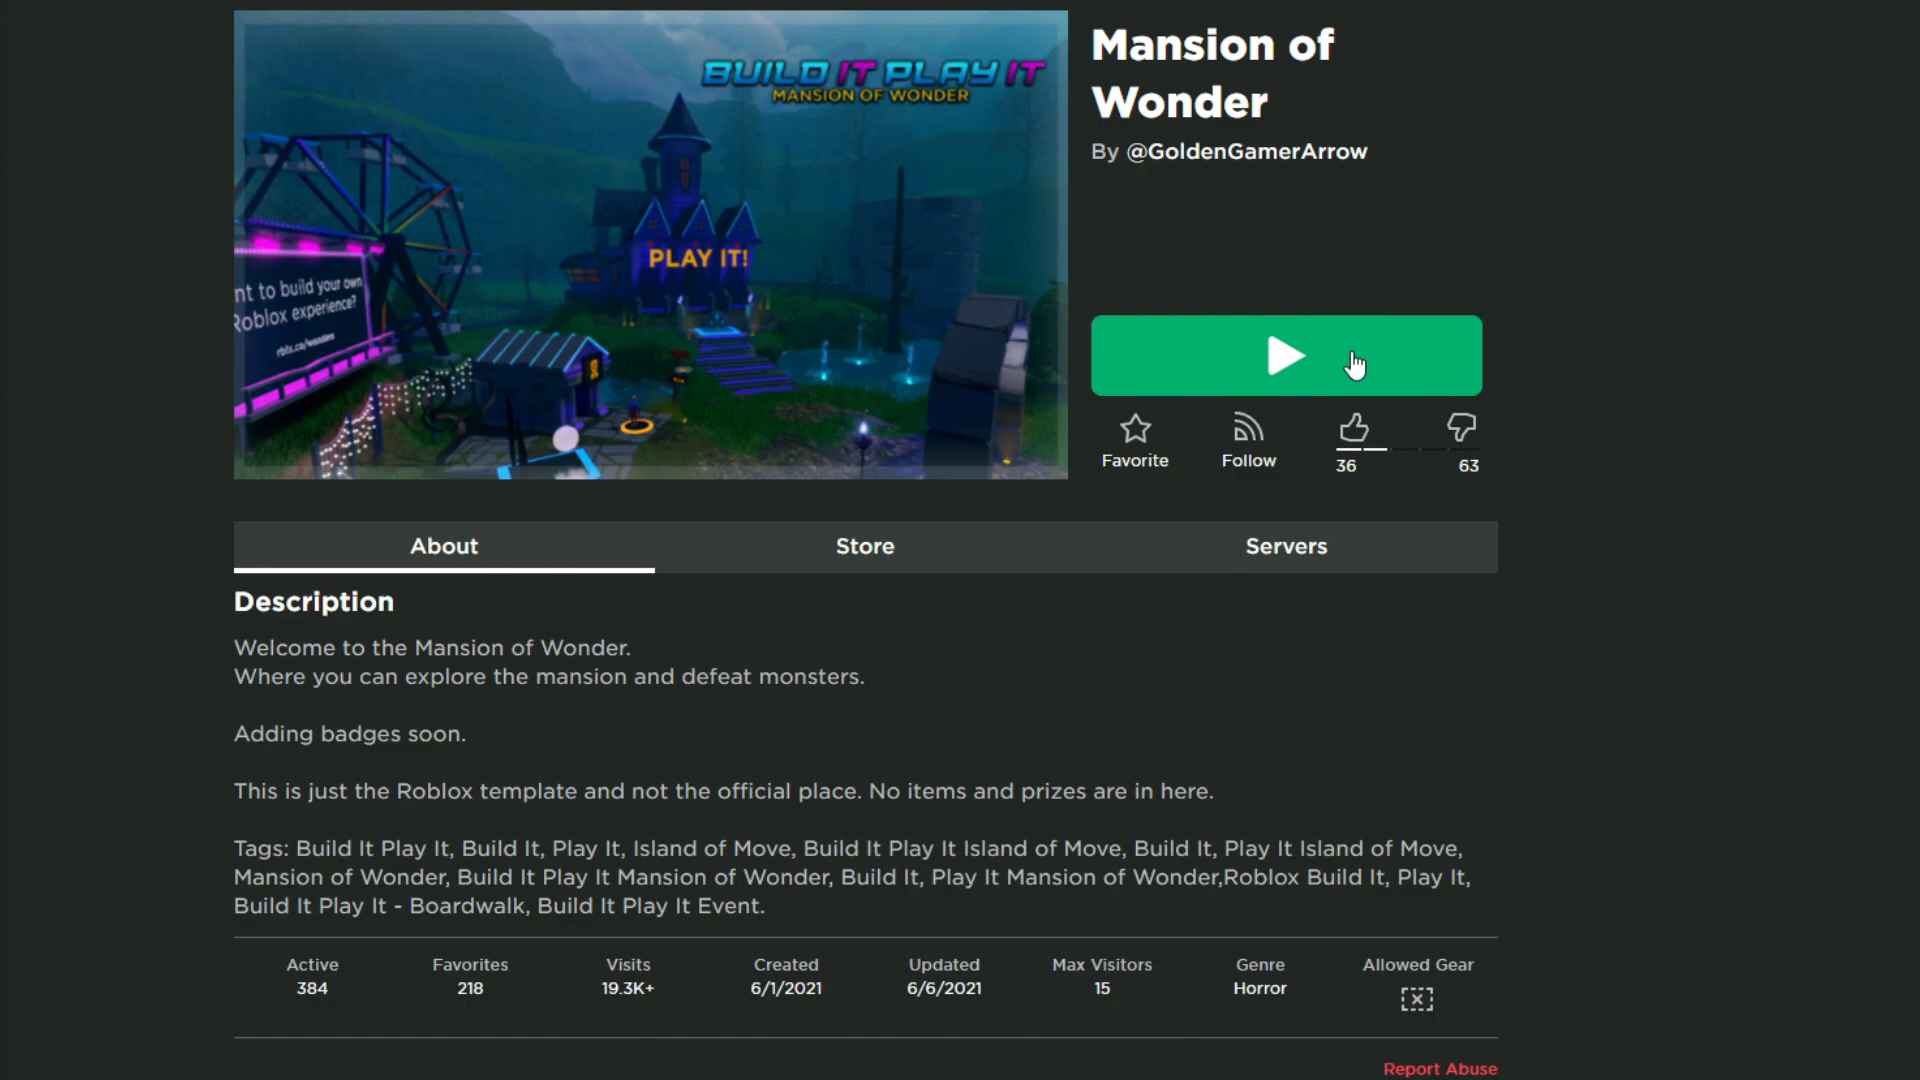 BUILD IT PLAY IT
MANSION OF WONDER
PLAY IT!
nt to build your own
Roblox experience?
rblx.co/wonders
Mansion of
Wonder
By @GoldenGamerArrow
Favorite
Follow
36
63
About
Store
Servers
Description
Welcome to the Mansion of Wonder.
Where you can explore the mansion and defeat monsters.
Adding badges soon.
This is just the Roblox template and not the official place. No items and prizes are in here.
Tags: Build It Play It, Build It, Play It, Island of Move, Build It Play It Island of Move, Build It, Play It Island of Move,
Mansion of Wonder, Build It Play It Mansion of Wonder, Build It, Play It Mansion of Wonder,Roblox Build It, Play It,
Build It Play It - Boardwalk, Build It Play It Event.
Active
Favorites
Visits
Created
Updated
Max Visitors
Genre
Allowed Gear
384
218
19.3K+
6/1/2021
6/6/2021
15
Horror
Report Abuse